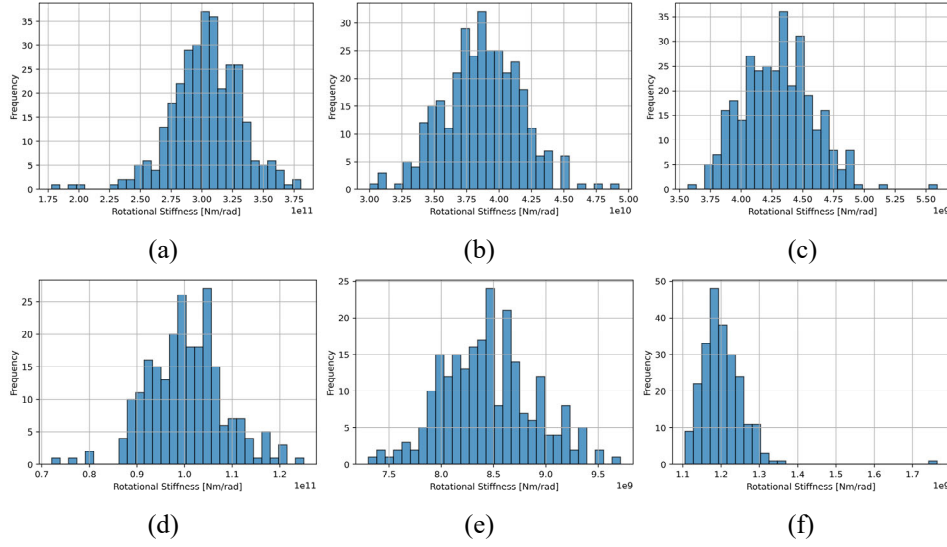 Frequency
35
30
25
20
15
10
5
0
1.75 2.00 2.25 2.50 2.75 3.00 3.25 3.50 3.75
Rotational Stiffness [Nm/rad]
1e11
(a)
Frequency
30
25
20
15
10
5
0
3.00 3.25 3.50 3.75 4.00 4.25 4.50 4.75 5.00
Rotational Stiffness [Nm/rad]
1e10
(b)
Frequency
35
30
25
20
15
10
5
0
3.50 3.75 4.00 4.25 4.50 4.75 5.00 5.25 5.50
Rotational Stiffness [Nm/rad]
1e9
(c)
Frequency
25
20
15
10
5
0
0.7 0.8 0.9 1.0 1.1 1.2
Rotational Stiffness [Nm/rad]
1e11
(d)
Frequency
25
20
15
10
5
0
7.5 8.0 8.5 9.0 9.5
Rotational Stiffness [Nm/rad]
1e9
(e)
Frequency
50
40
30
20
10
0
1.1 1.2 1.3 1.4 1.5 1.6 1.7
Rotational Stiffness [Nm/rad]
1e9
(f)